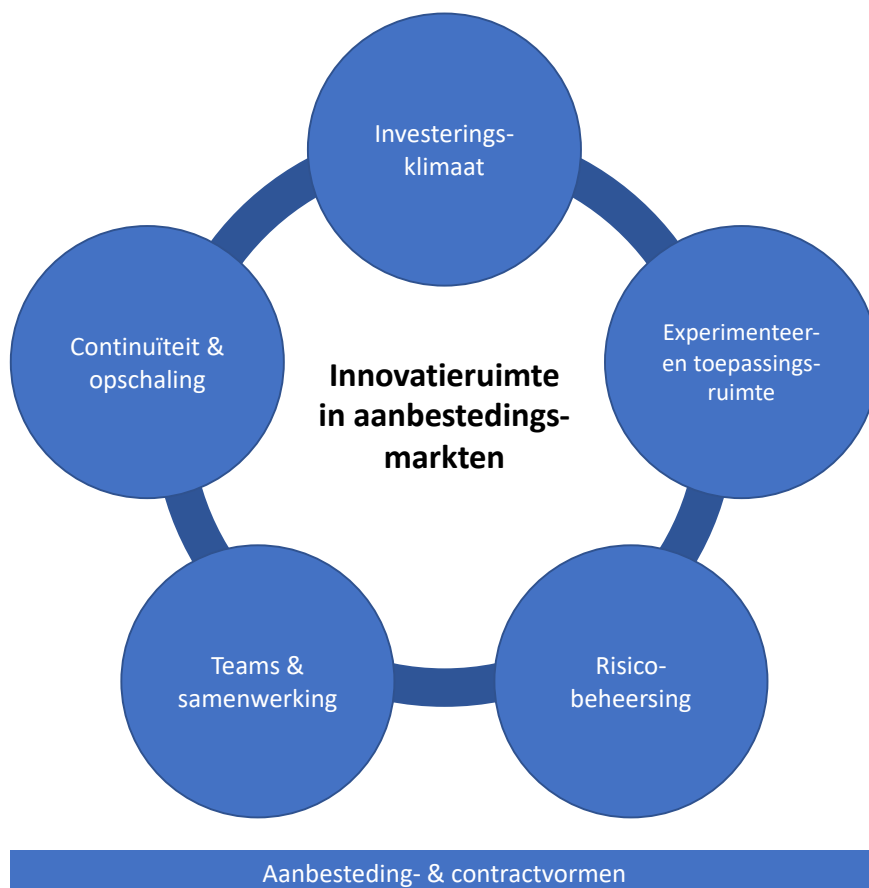 Investerings-
klimaat
Experimenteer-
en toepassings-
ruimte
Continuïteit &
opschaling
Innovatieruimte
in aanbestedings-
markten
Teams &
samenwerking
Risico-
beheersing
Aanbesteding- & contractvormen